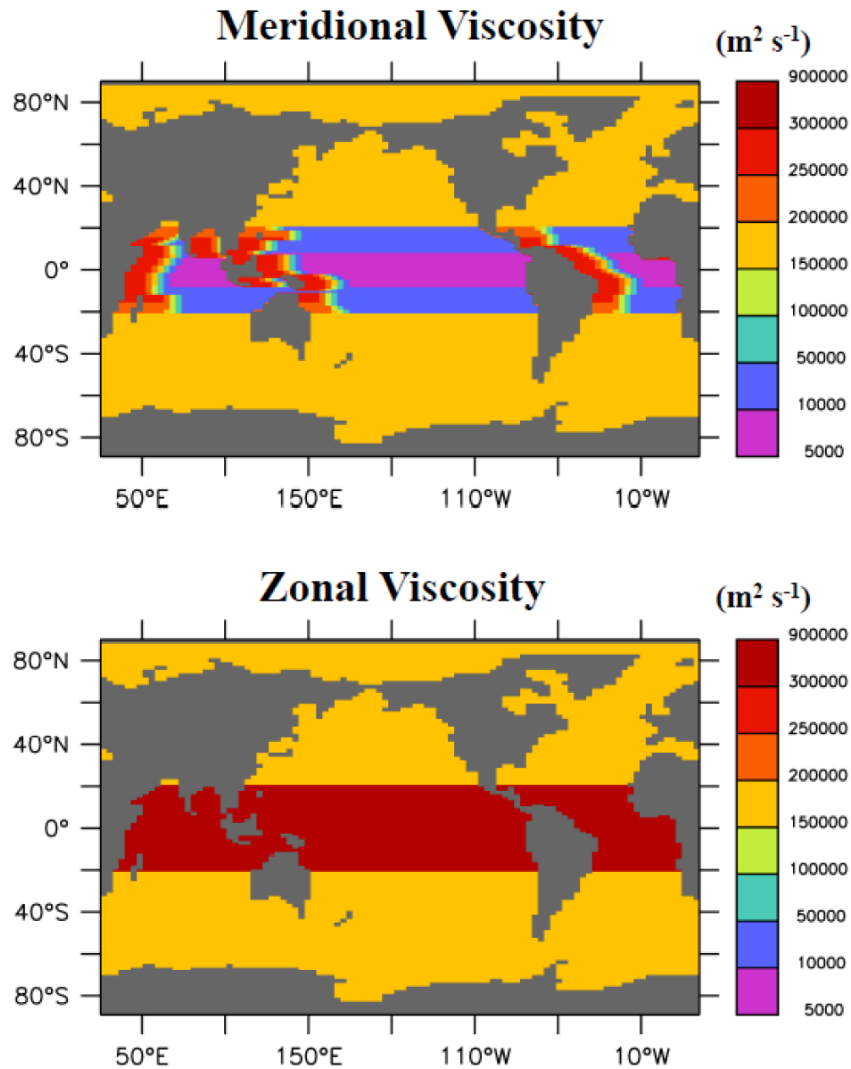 Meridional Viscosity
(m² s⁻¹)
80°N
40°N
0°
40°S
80°S
50°E 150°E 110°W 10°W
900000
300000
250000
200000
150000
100000
50000
10000
5000
Zonal Viscosity
(m² s⁻¹)
80°N
40°N
0°
40°S
80°S
50°E 150°E 110°W 10°W
900000
300000
250000
200000
150000
100000
50000
10000
5000